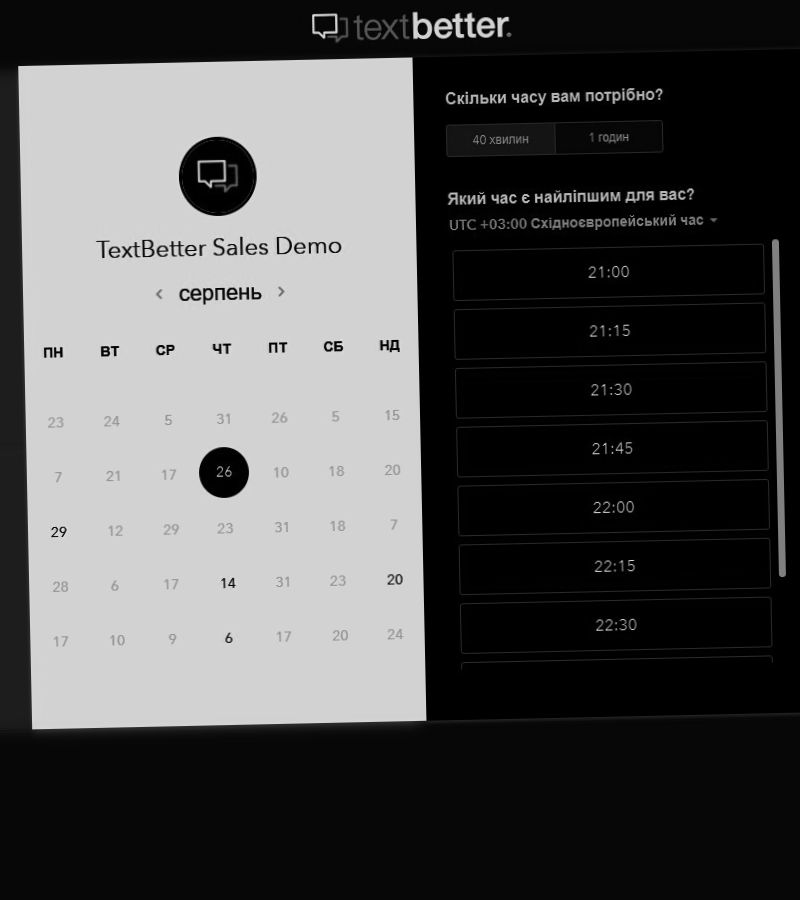 textbetter.
TextBetter Sales Demo
серпень
ПН ВТ СР ЧТ ПТ СБ НД
23 24 5 31 26 5 15
7 21 17 26 10 18 20
29 12 29 23 31 18 7
28 6 17 14 31 23 20
17 10 9 6 17 20 24
Скільки часу вам потрібно?
40 хвилин 1 годин
Який час є найліпшим для вас?
UTC +03:00 Східноєвропейський час
21:00
21:15
21:30
21:45
22:00
22:15
22:30